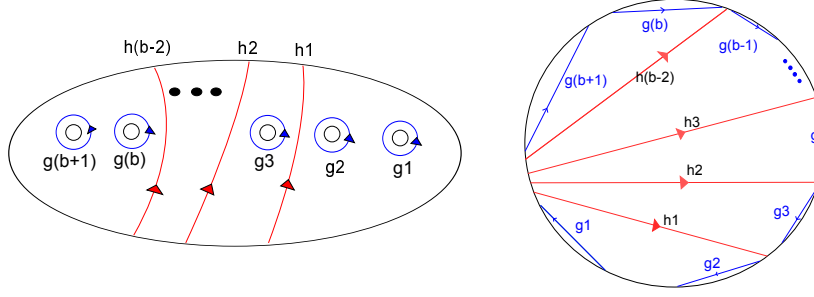 h(b-2) h2 h1
g(b+1) g(b) g3 g2 g1
g(b)
g(b-1)
g(b+1)
h(b-2)
h3
g
h2
g3
h1
g1
g2